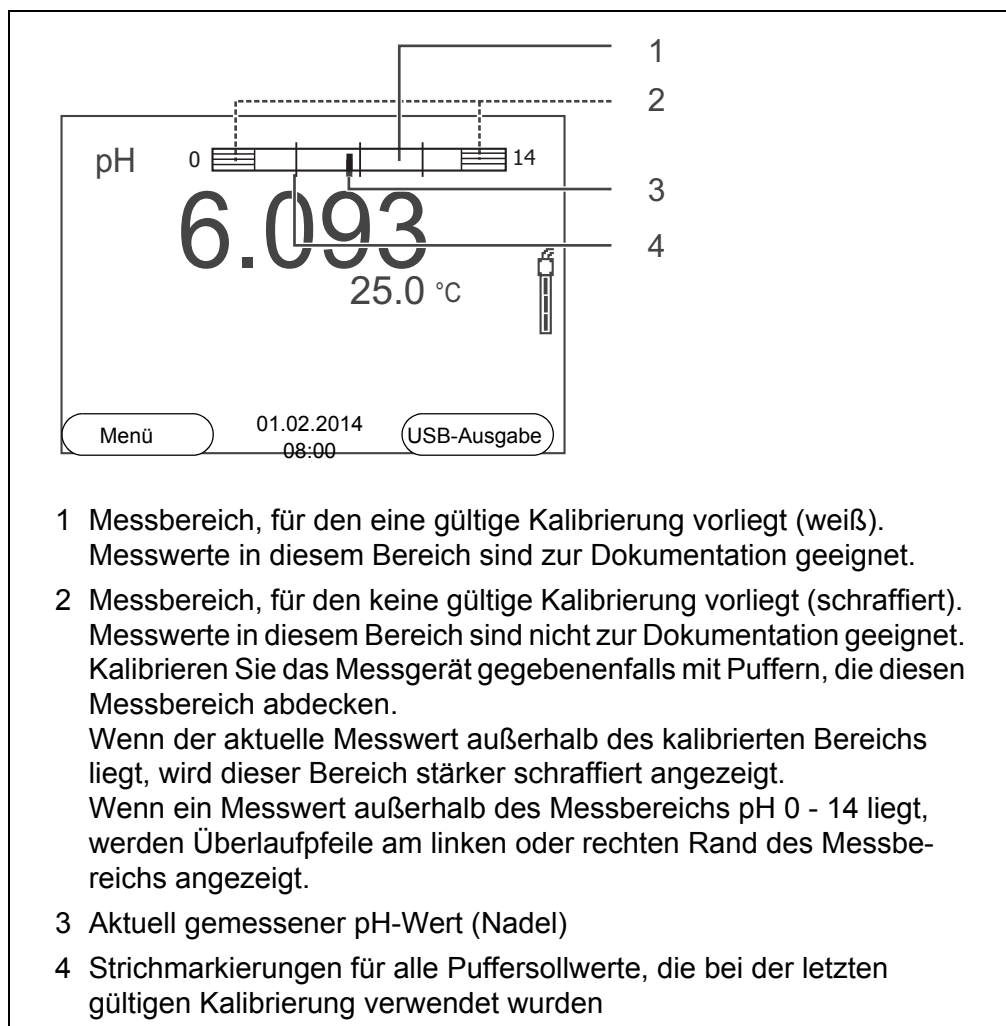 1
2
pH 0 14
3
6.093
4
25.0 °C
Menü
01.02.2014
08:00
USB-Ausgabe
1 Messbereich, für den eine gültige Kalibrierung vorliegt (weiß).
Messwerte in diesem Bereich sind zur Dokumentation geeignet.
2 Messbereich, für den keine gültige Kalibrierung vorliegt (schraffiert).
Messwerte in diesem Bereich sind nicht zur Dokumentation geeignet.
Kalibrieren Sie das Messgerät gegebenenfalls mit Puffern, die diesen
Messbereich abdecken.
Wenn der aktuelle Messwert außerhalb des kalibrierten Bereichs
liegt, wird dieser Bereich stärker schraffiert angezeigt.
Wenn ein Messwert außerhalb des Messbereichs pH 0 - 14 liegt,
werden Überlaufpfeile am linken oder rechten Rand des Messbe-
reichs angezeigt.
3 Aktuell gemessener pH-Wert (Nadel)
4 Strichmarkierungen für alle Puffersollwerte, die bei der letzten
gültigen Kalibrierung verwendet wurden